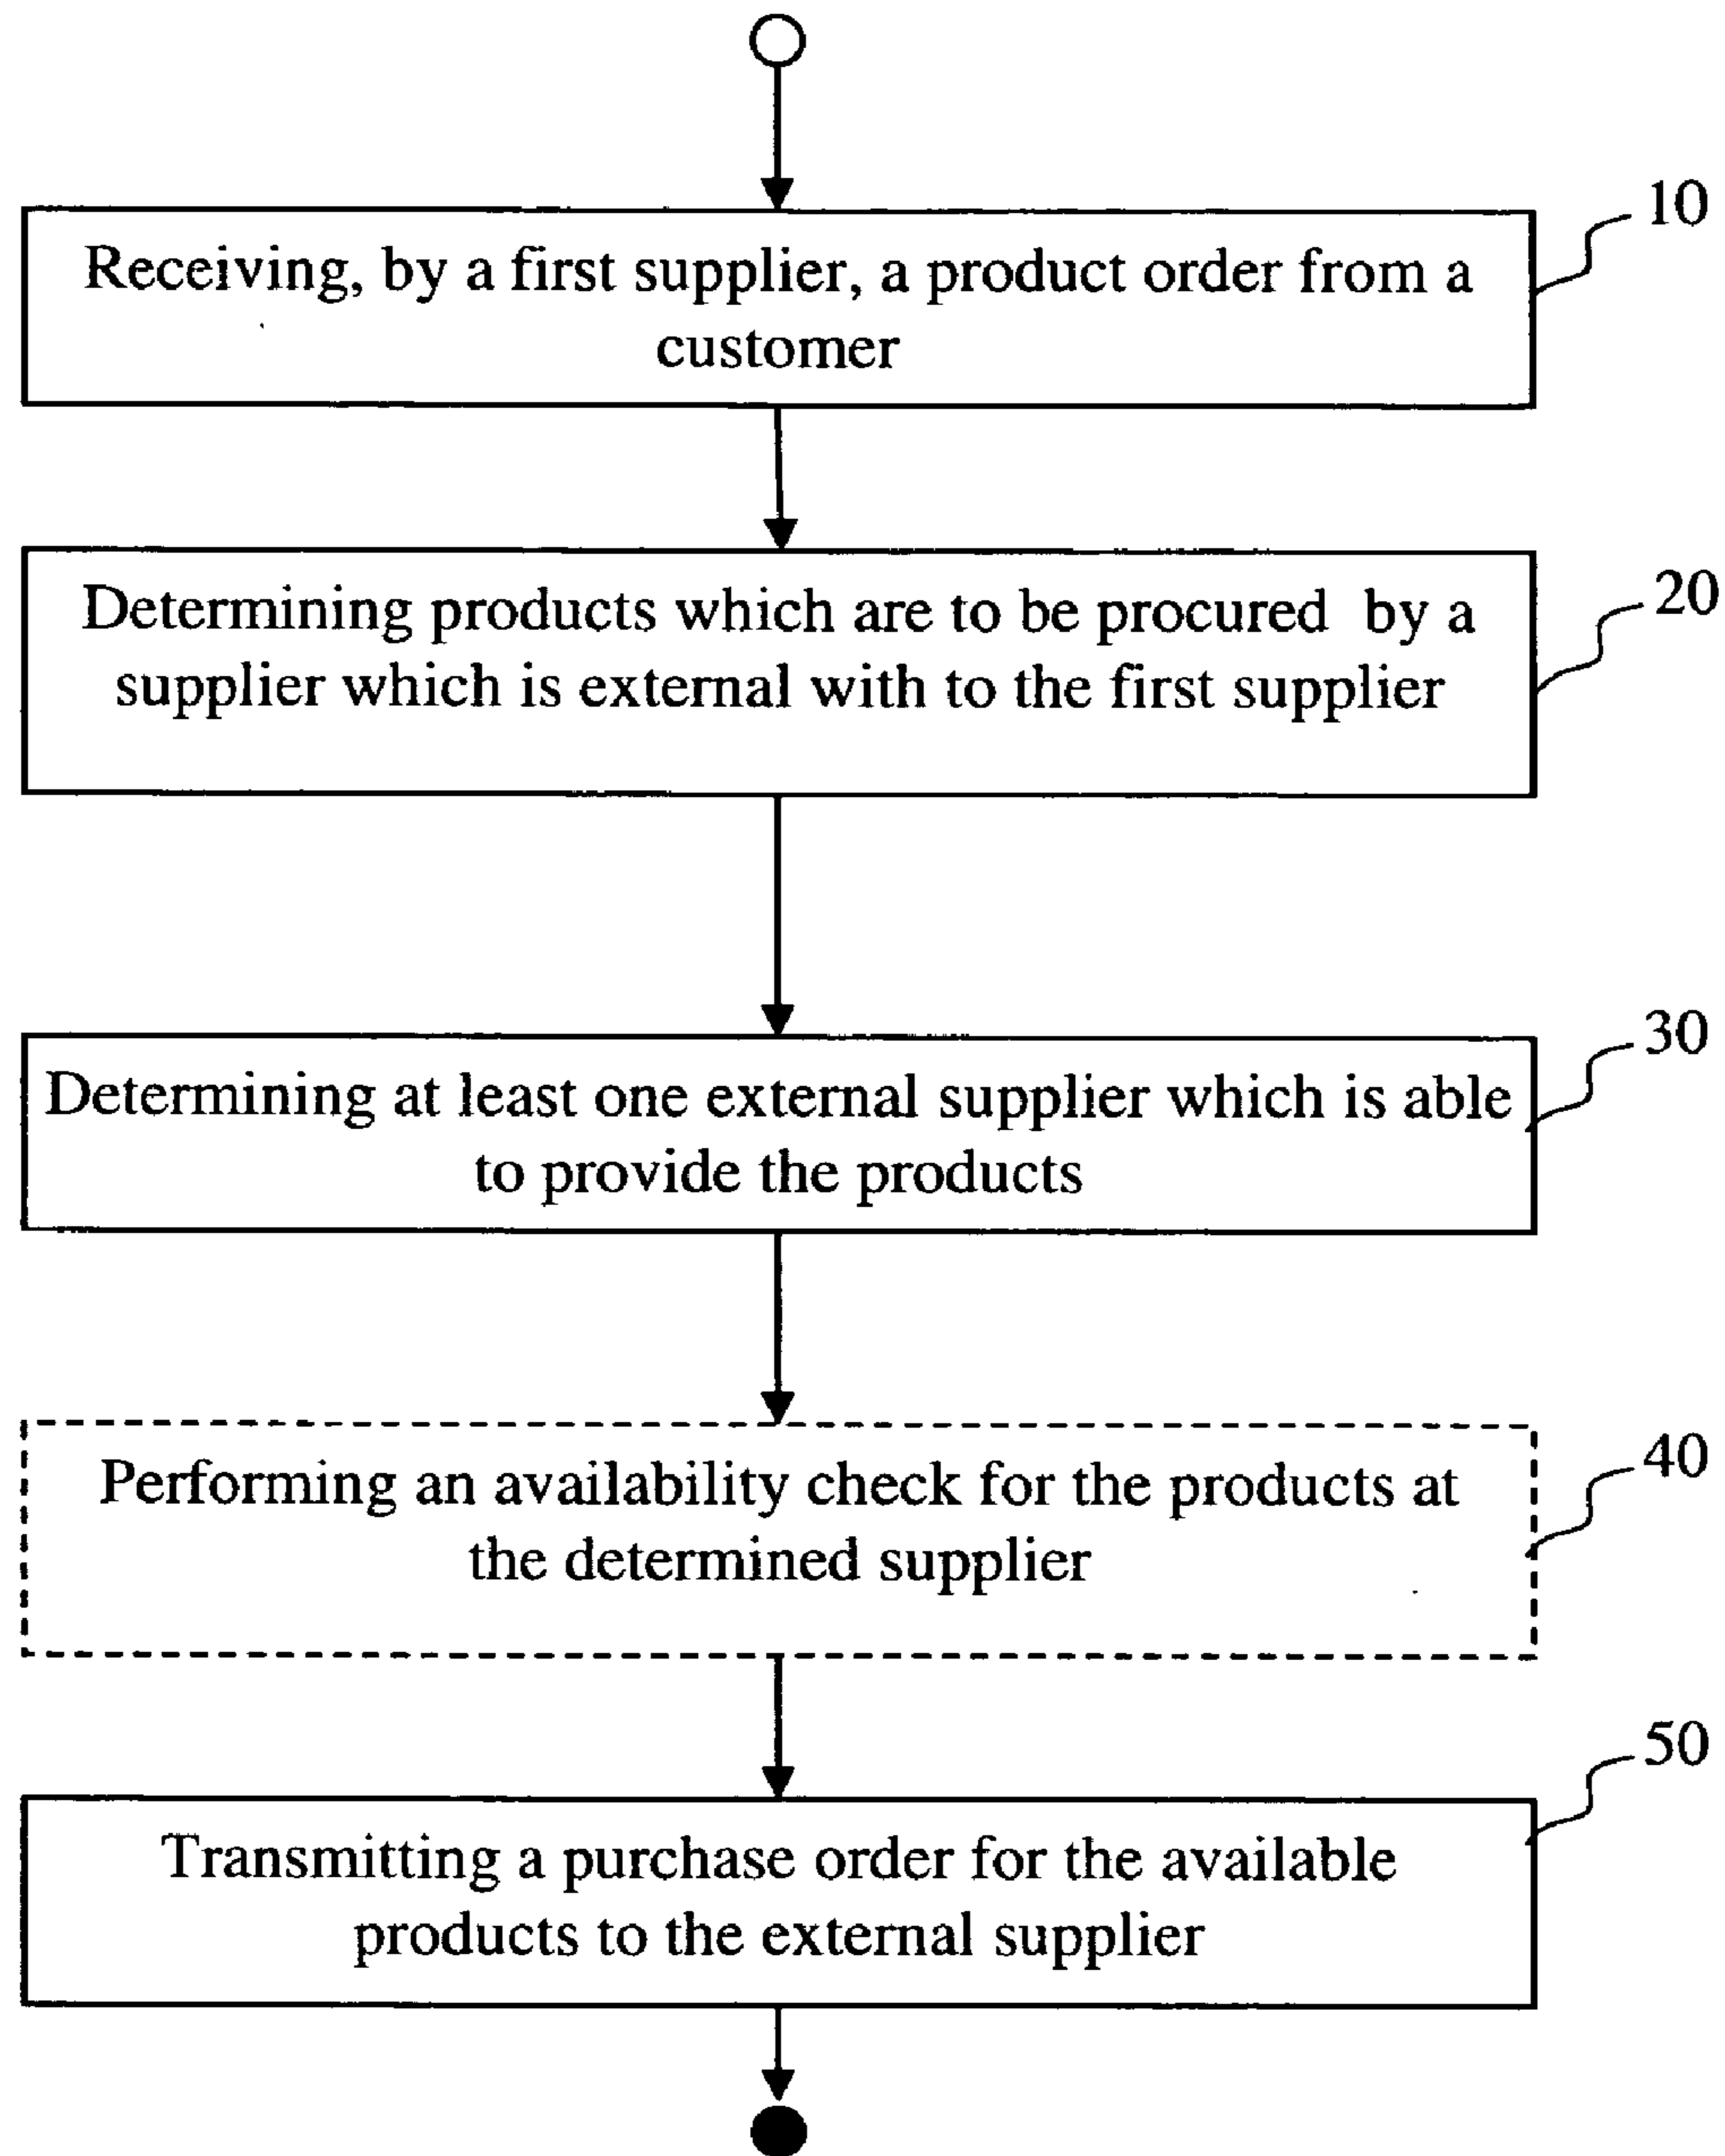 10
Receiving, by a first supplier, a product order from a
customer
20
Determining products which are to be procured  by a
supplier which is external with to the first supplier
30
Determining at least one external supplier which is able
to provide the products
40
Performing an availability check for the products at
the determined supplier
50
Transmitting a purchase order for the available
products to the external supplier